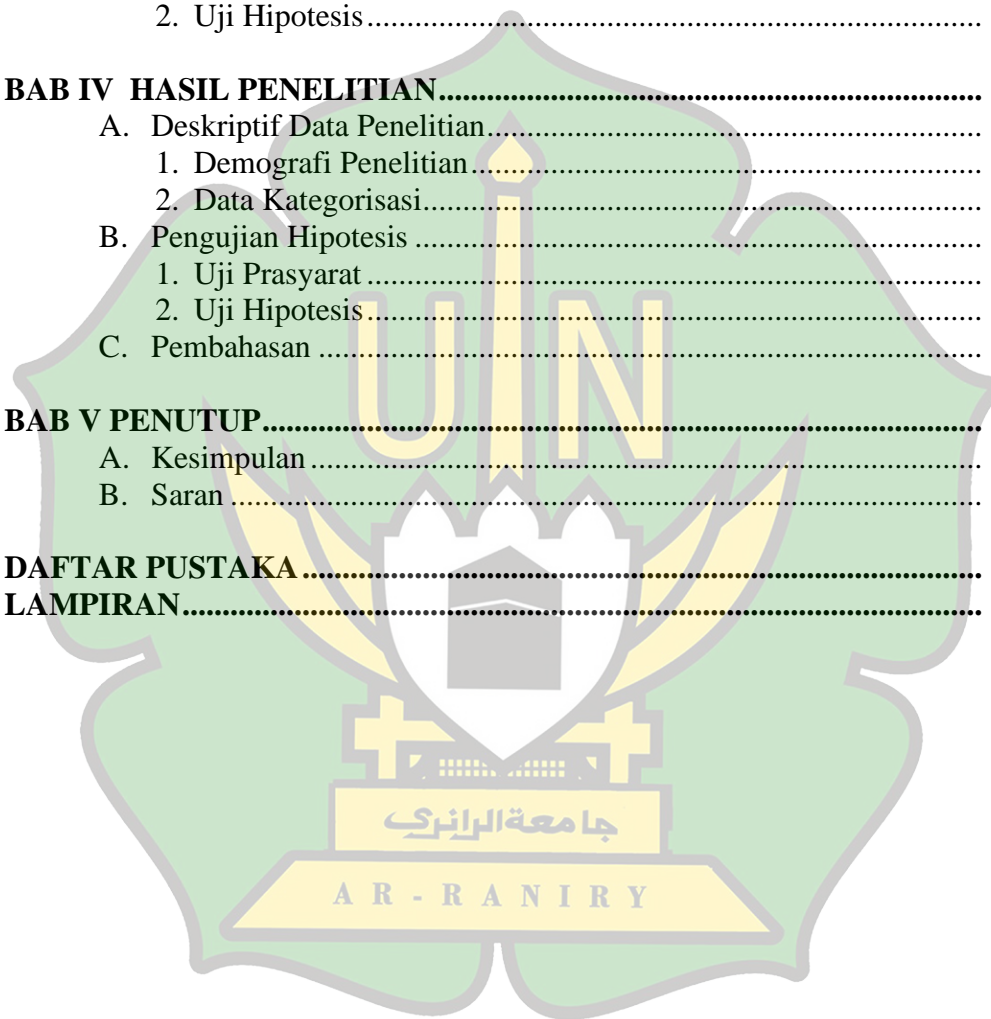 2. Uji Hipotesis................................................................................
BAB IV HASIL PENELITIAN................................................................................
A. Deskriptif Data Penelitian................................................................................
1. Demografi Penelitian................................................................................
2. Data Kategorisasi................................................................................
B. Pengujian Hipotesis ................................................................................
1. Uji Prasyarat ................................................................................
2. Uji Hipotesis................................................................................
C. Pembahasan ................................................................................
BAB V PENUTUP................................................................................
A. Kesimpulan ................................................................................
B. Saran ................................................................................
DAFTAR PUSTAKA ................................................................................
LAMPIRAN................................................................................
UIN
جامعة الرانري
AR-RANIRY